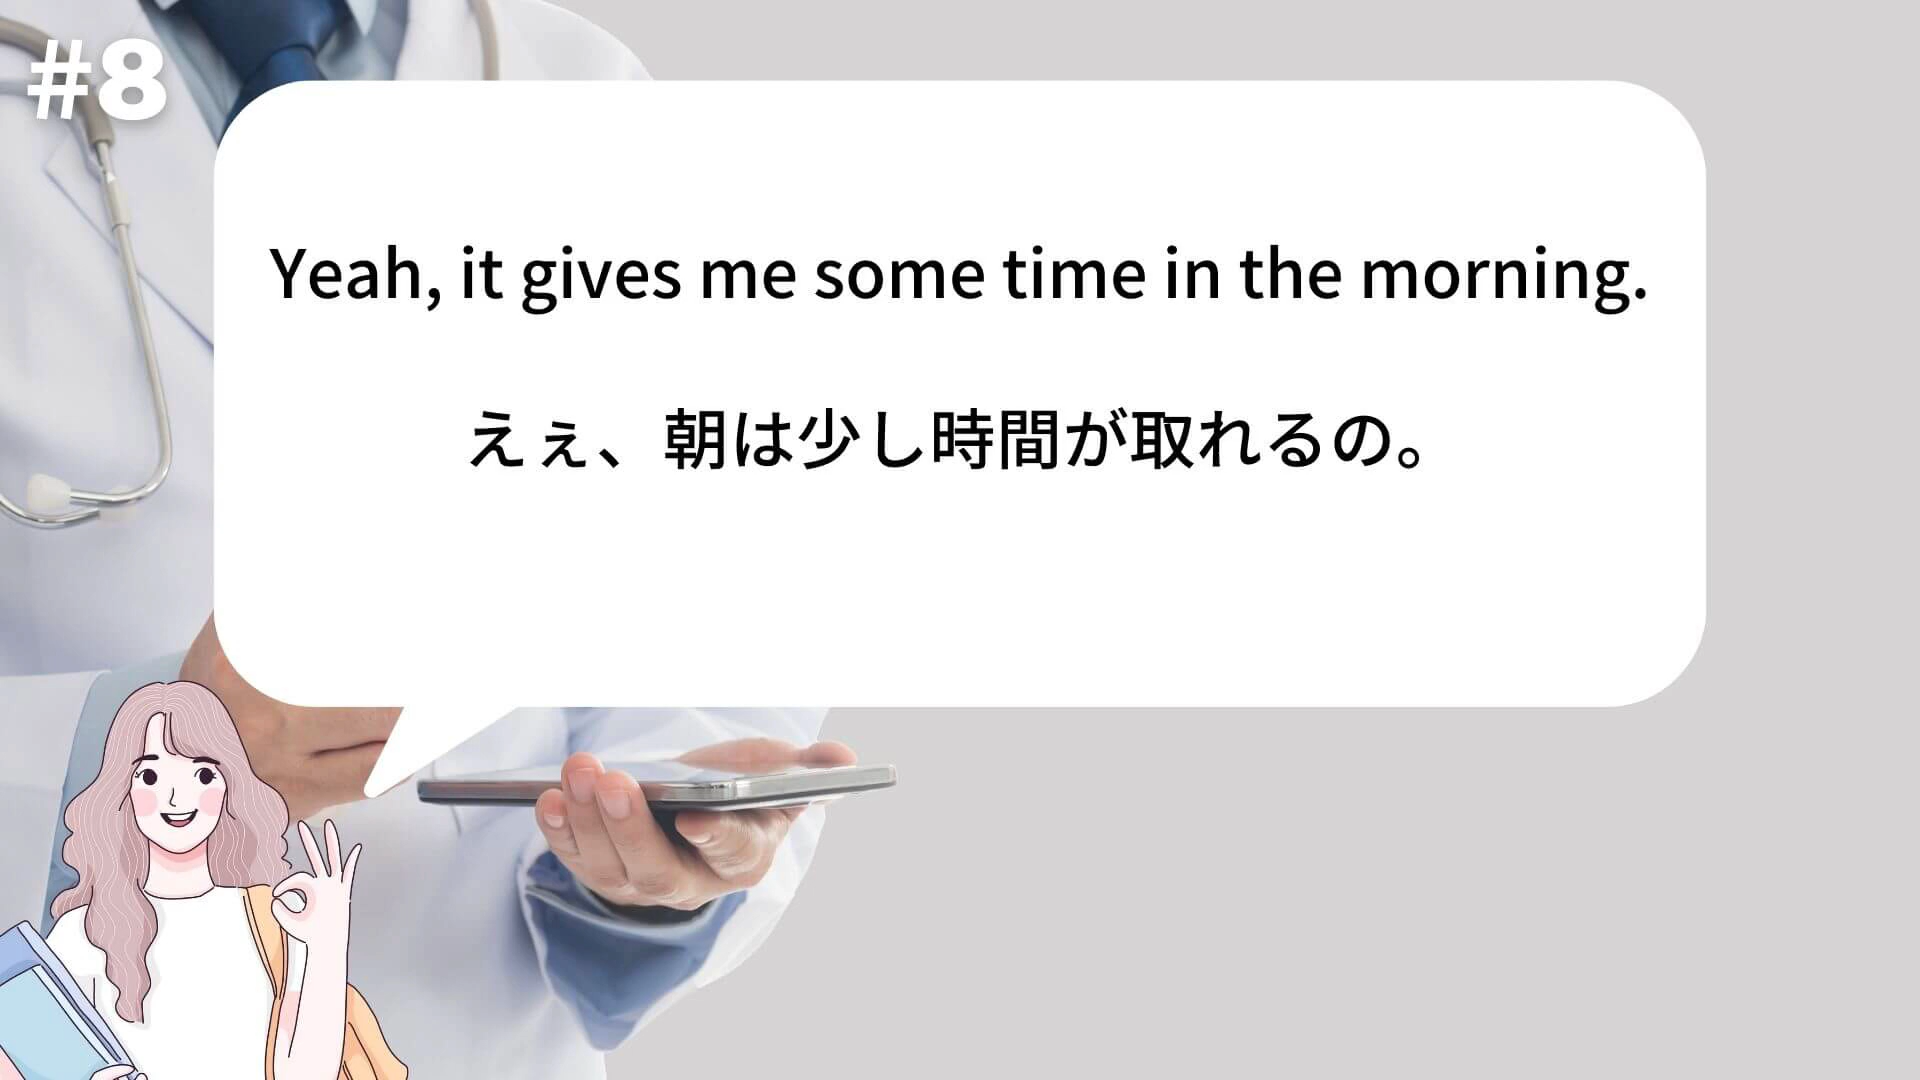 #8
Yeah, it gives me some time in the morning.
えぇ、朝は少し時間が取れるの。